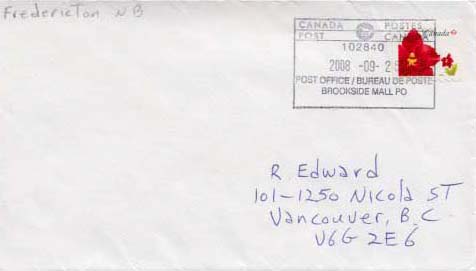 Fredericton NB
CANADA POSTES
POST CANADA
102840
2008 -09- 2
POST OFFICE / BUREAU DE POSTE
BROOKSIDE MALL PO
Canada
R. Edward
101-1250 Nicola ST
Vancouver, B.C.
V6G 2E6